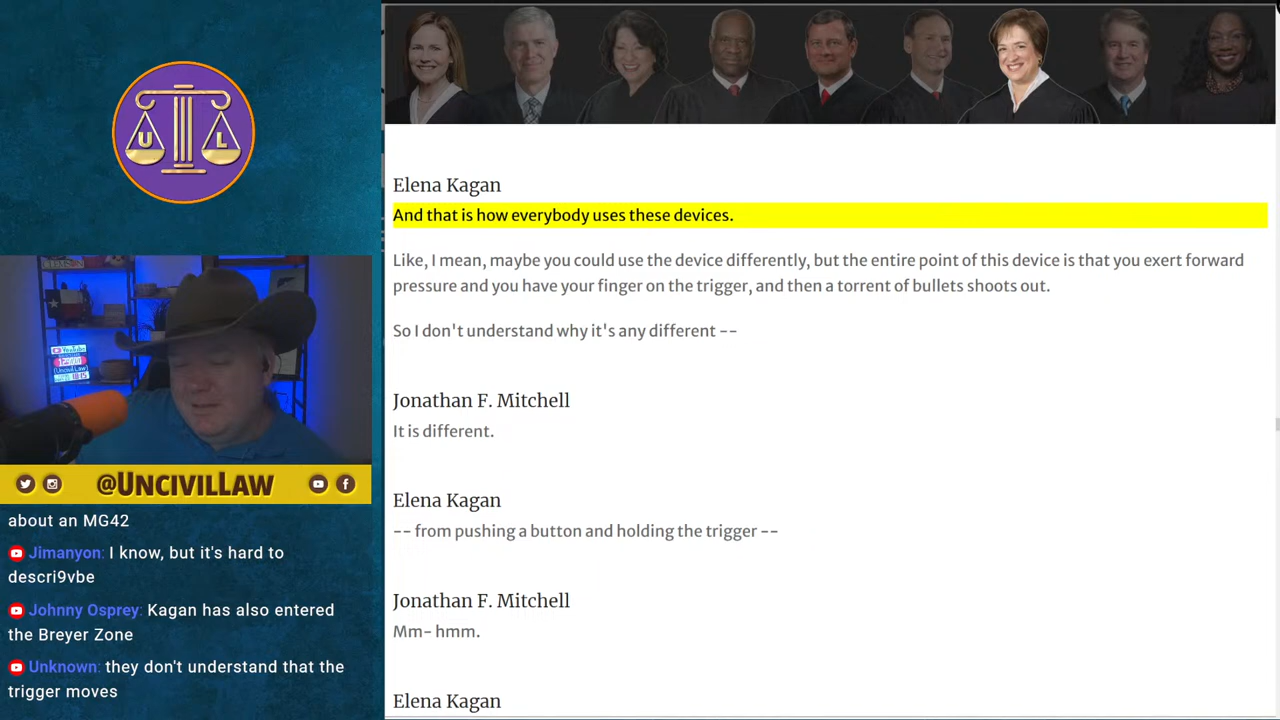 U L
@UNCIVILLAW
about an MG42
Jimanyon: I know, but it's hard to
descri9vbe
Johnny Osprey: Kagan has also entered
the Breyer Zone
Unknown: they don't understand that the
trigger moves
Elena Kagan
And that is how everybody uses these devices.
Like, I mean, maybe you could use the device differently, but the entire point of this device is that you exert forward
pressure and you have your finger on the trigger, and then a torrent of bullets shoots out.
So I don't understand why it's any different --
Jonathan F. Mitchell
It is different.
Elena Kagan
-- from pushing a button and holding the trigger --
Jonathan F. Mitchell
Mm- hmm.
Elena Kagan